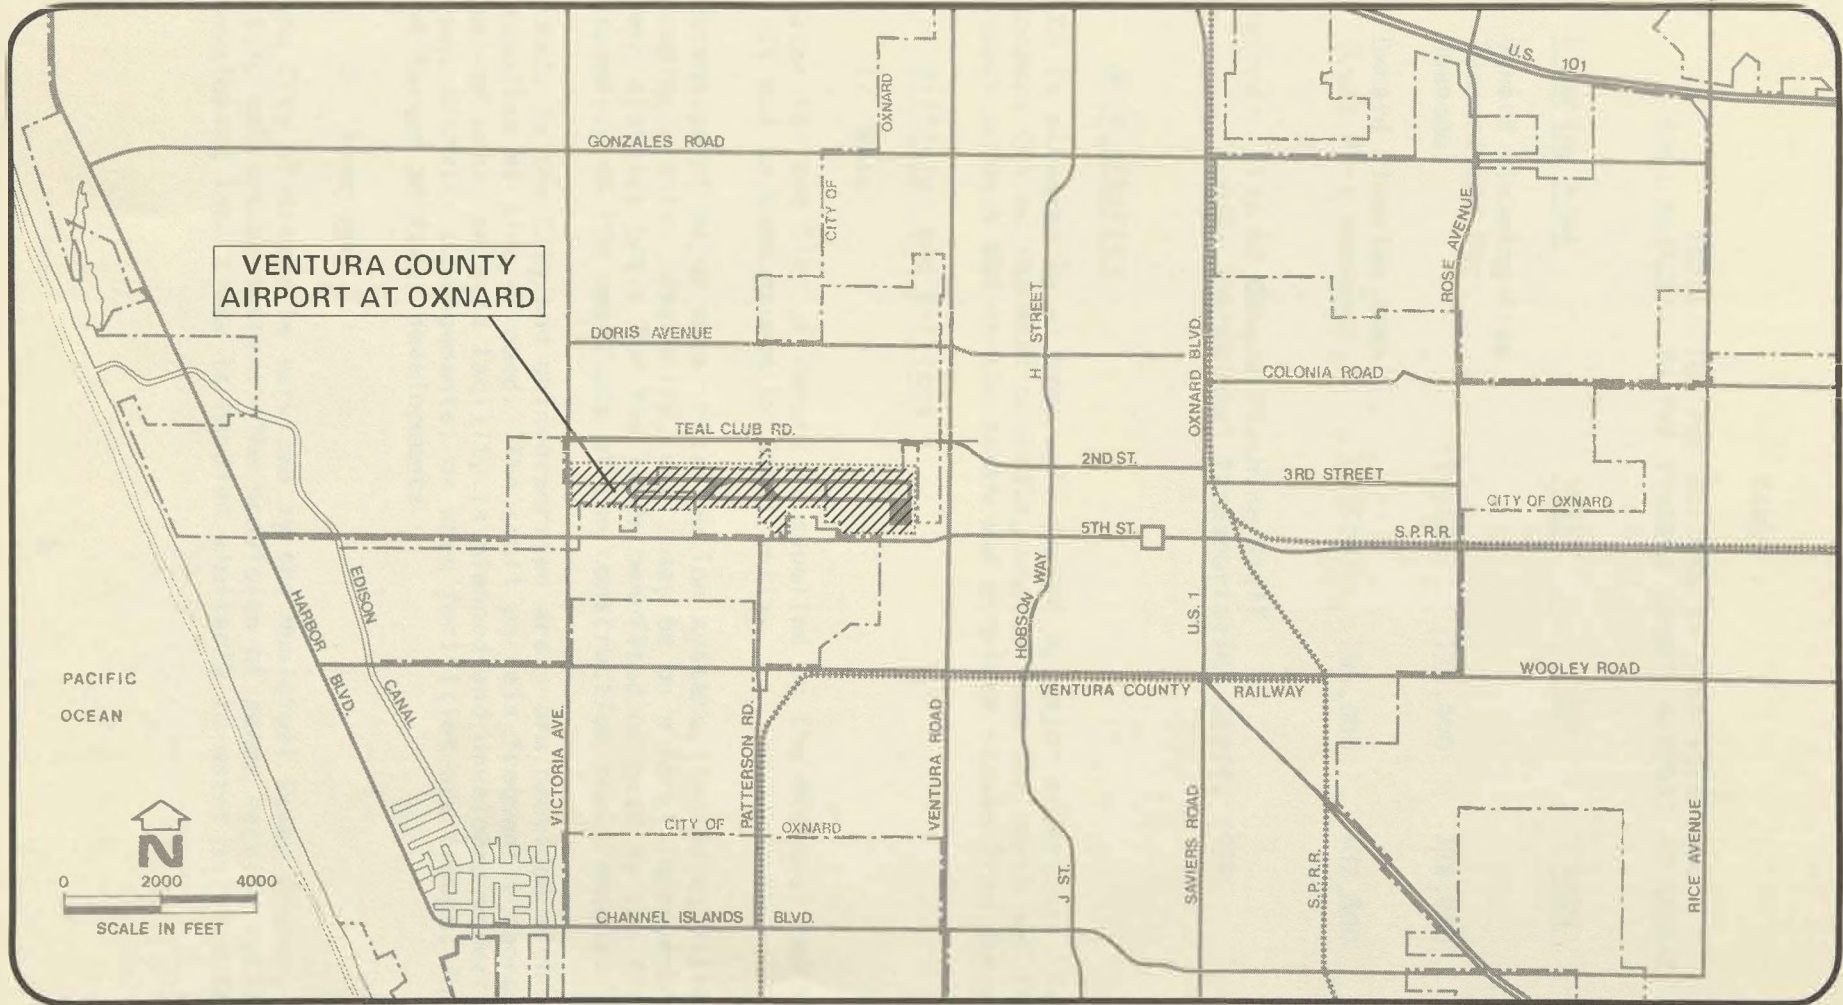 U.S. 101
OXNARD
GONZALES ROAD
CITY OF
ROSE AVENUE
VENTURA COUNTY
AIRPORT AT OXNARD
H STREET
DORIS AVENUE
OXNARD BLVD.
COLONIA ROAD
TEAL CLUB RD.
2ND ST.
3RD STREET
CITY OF OXNARD
5TH ST.
S.P.R.R.
EDISON
HARBOR
HOBSON WAY
U.S. 1
WOOLEY ROAD
PACIFIC
OCEAN
BLVD.
CANAL
VENTURA COUNTY RAILWAY
VICTORIA AVE.
PATTERSON RD.
VENTURA ROAD
CITY OF OXNARD
SAVIERS ROAD
S.P.R.R.
RICE AVENUE
J ST.
N
0 2000 4000
SCALE IN FEET
CHANNEL ISLANDS BLVD.